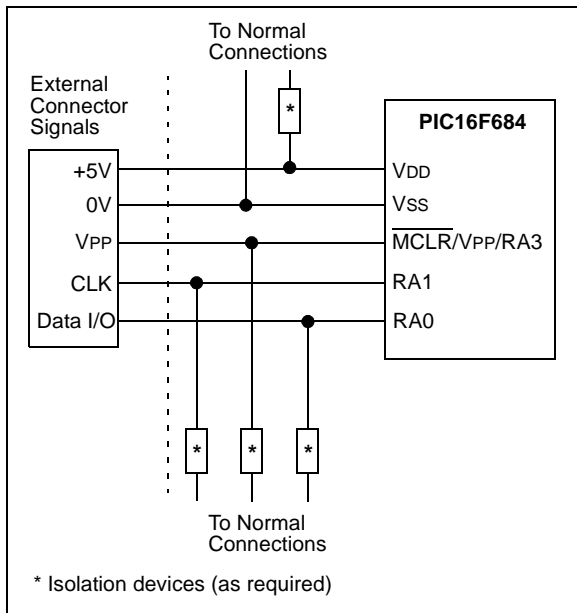 To Normal
Connections
External
Connector
Signals
*
PIC16F684
+5V
VDD
0V
VSS
VPP
MCLR/VPP/RA3
CLK
RA1
Data I/O
RA0
*
*
*
To Normal
Connections
* Isolation devices (as required)